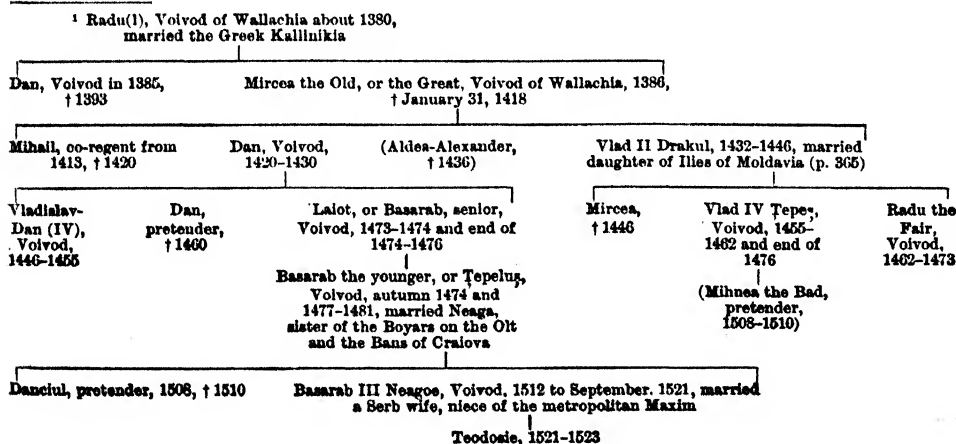 ¹ Radu(1), Voivod of Wallachia about 1380,
married the Greek Kallinikia
Dan, Voivod in 1385,
† 1393
Mircea the Old, or the Great, Voivod of Wallachia, 1386,
† January 31, 1418
Mihail, co-regent from
1413, † 1420
Dan, Voivod,
1420-1430
(Aldea-Alexander,
† 1436)
Vlad II Drakul, 1432-1446, married
daughter of Ilies of Moldavia (p. 365)
Vladislav-
Dan (IV),
Voivod,
1446-1455
Dan,
pretender,
† 1460
Laiot, or Basarab, senior,
Voivod, 1473-1474 and end of
1474-1476
Mircea,
† 1446
Vlad IV Țepeș,
Voivod, 1455-
1462 and end of
1476
Radu the
Fair,
Voivod,
1462-1473
Basarab the younger, or Țepeluș,
Voivod, autumn 1474 and
1477-1481, married Neaga,
sister of the Boyars on the Olt
and the Bans of Craiova
(Mihnea the Bad,
pretender,
1508-1510)
Danciul, pretender, 1508, † 1510
Basarab III Neagoe, Voivod, 1512 to September. 1521, married
a Serb wife, niece of the metropolitan Maxim
Teodosie, 1521-1523